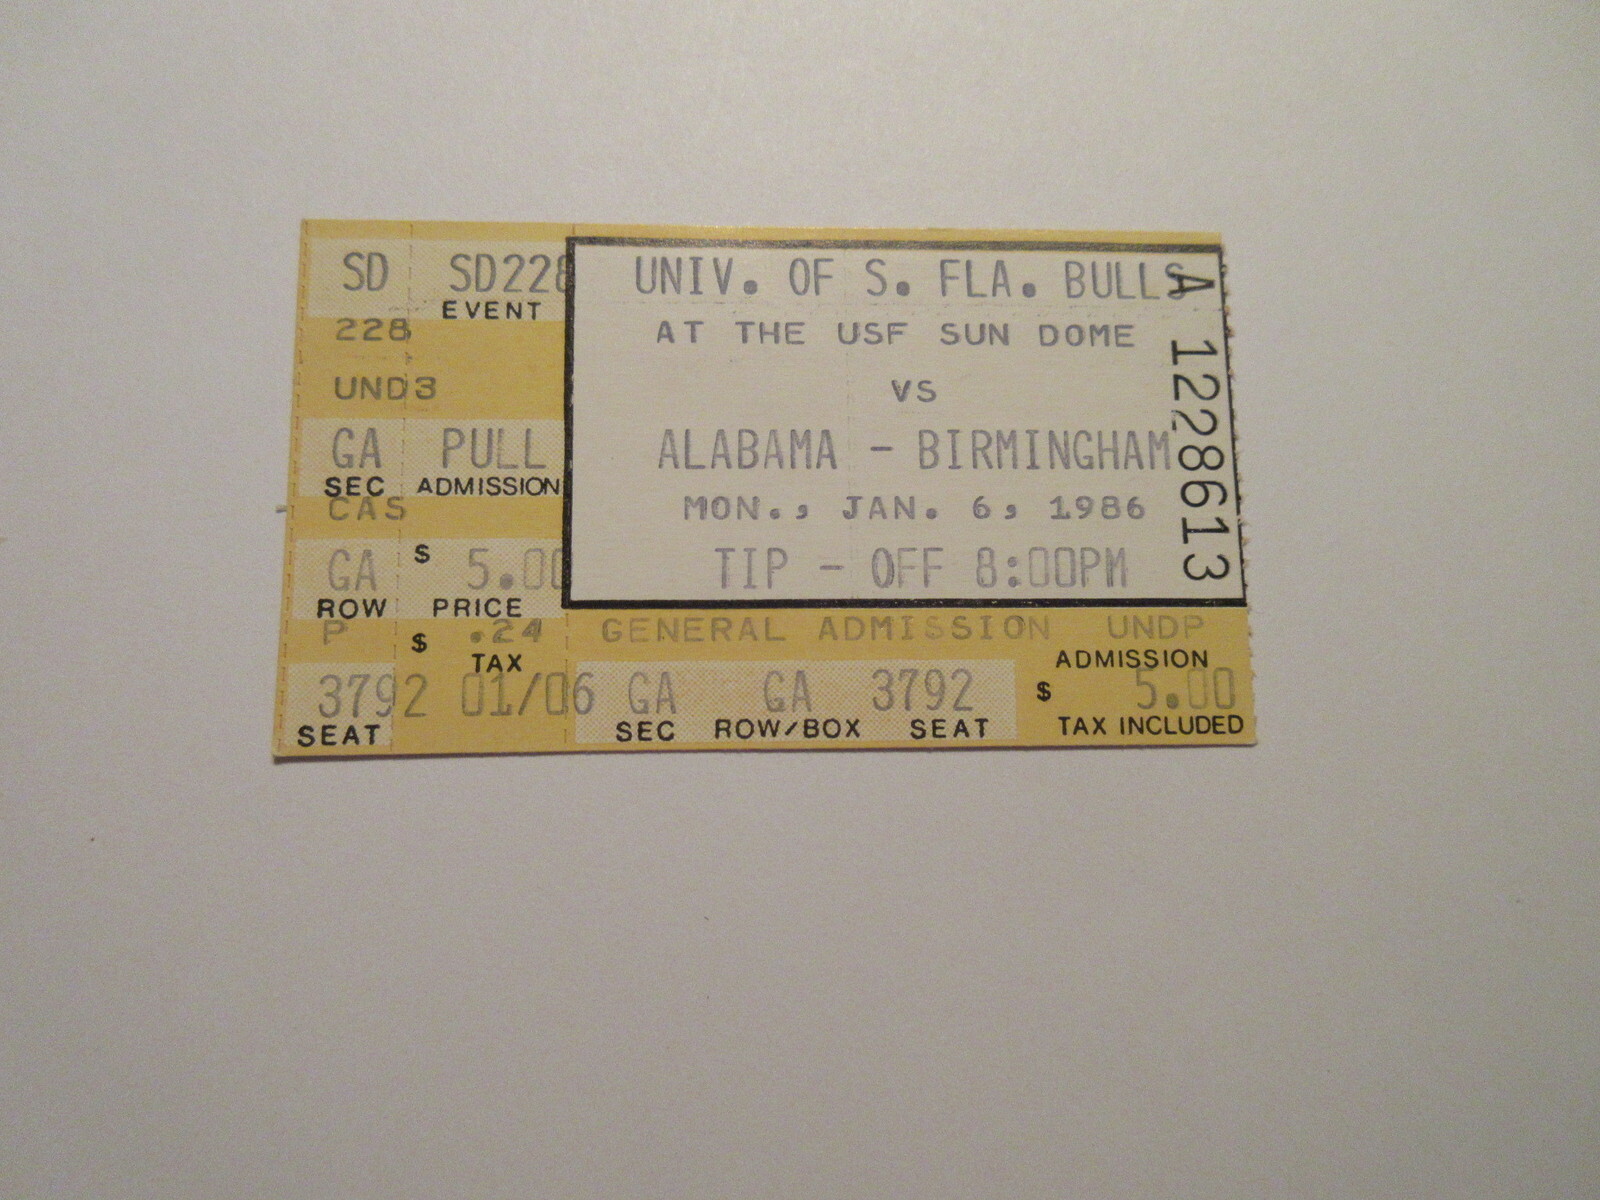 SD SD228
EVENT
228
UND3
GA PULL
SEC ADMISSION
CAS
GA $ 5.00
ROW PRICE
P $ .24
TAX
3792 01/06
SEAT
UNIV. OF S. FLA. BULLS
AT THE USF SUN DOME
VS
ALABAMA - BIRMINGHAM
MON., JAN. 6, 1986
TIP - OFF 8:00PM
A 1228613
GENERAL ADMISSION UNDP
ADMISSION
GA GA 3792 $ 5.00
SEC ROW/BOX SEAT TAX INCLUDED